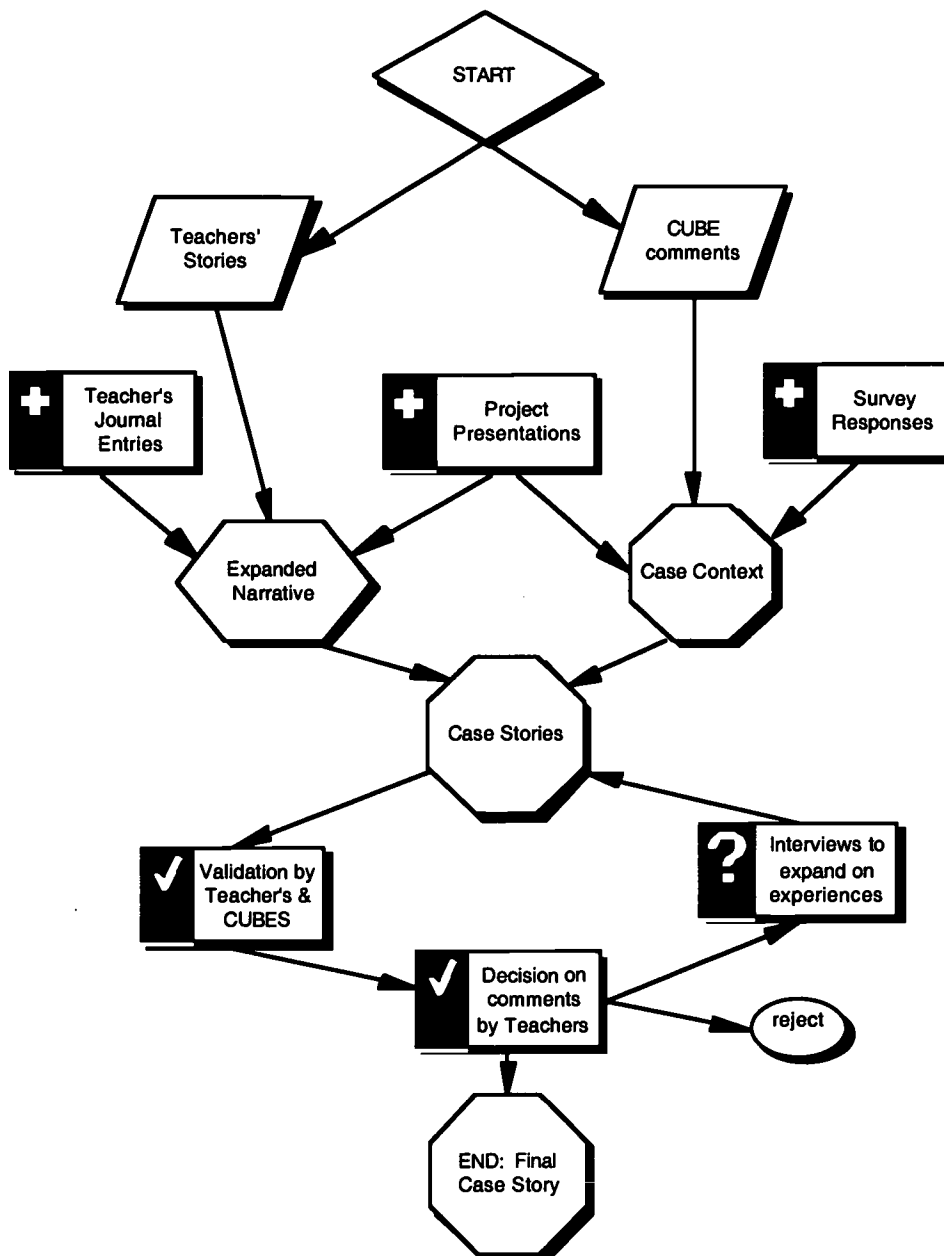 START
Teachers'
Stories
CUBE
comments
Teacher's
Journal
Entries
Project
Presentations
Survey
Responses
Expanded
Narrative
Case Context
Case Stories
Validation by
Teacher's &
CUBES
Interviews to
expand on
experiences
Decision on
comments
by Teachers
reject
END: Final
Case Story